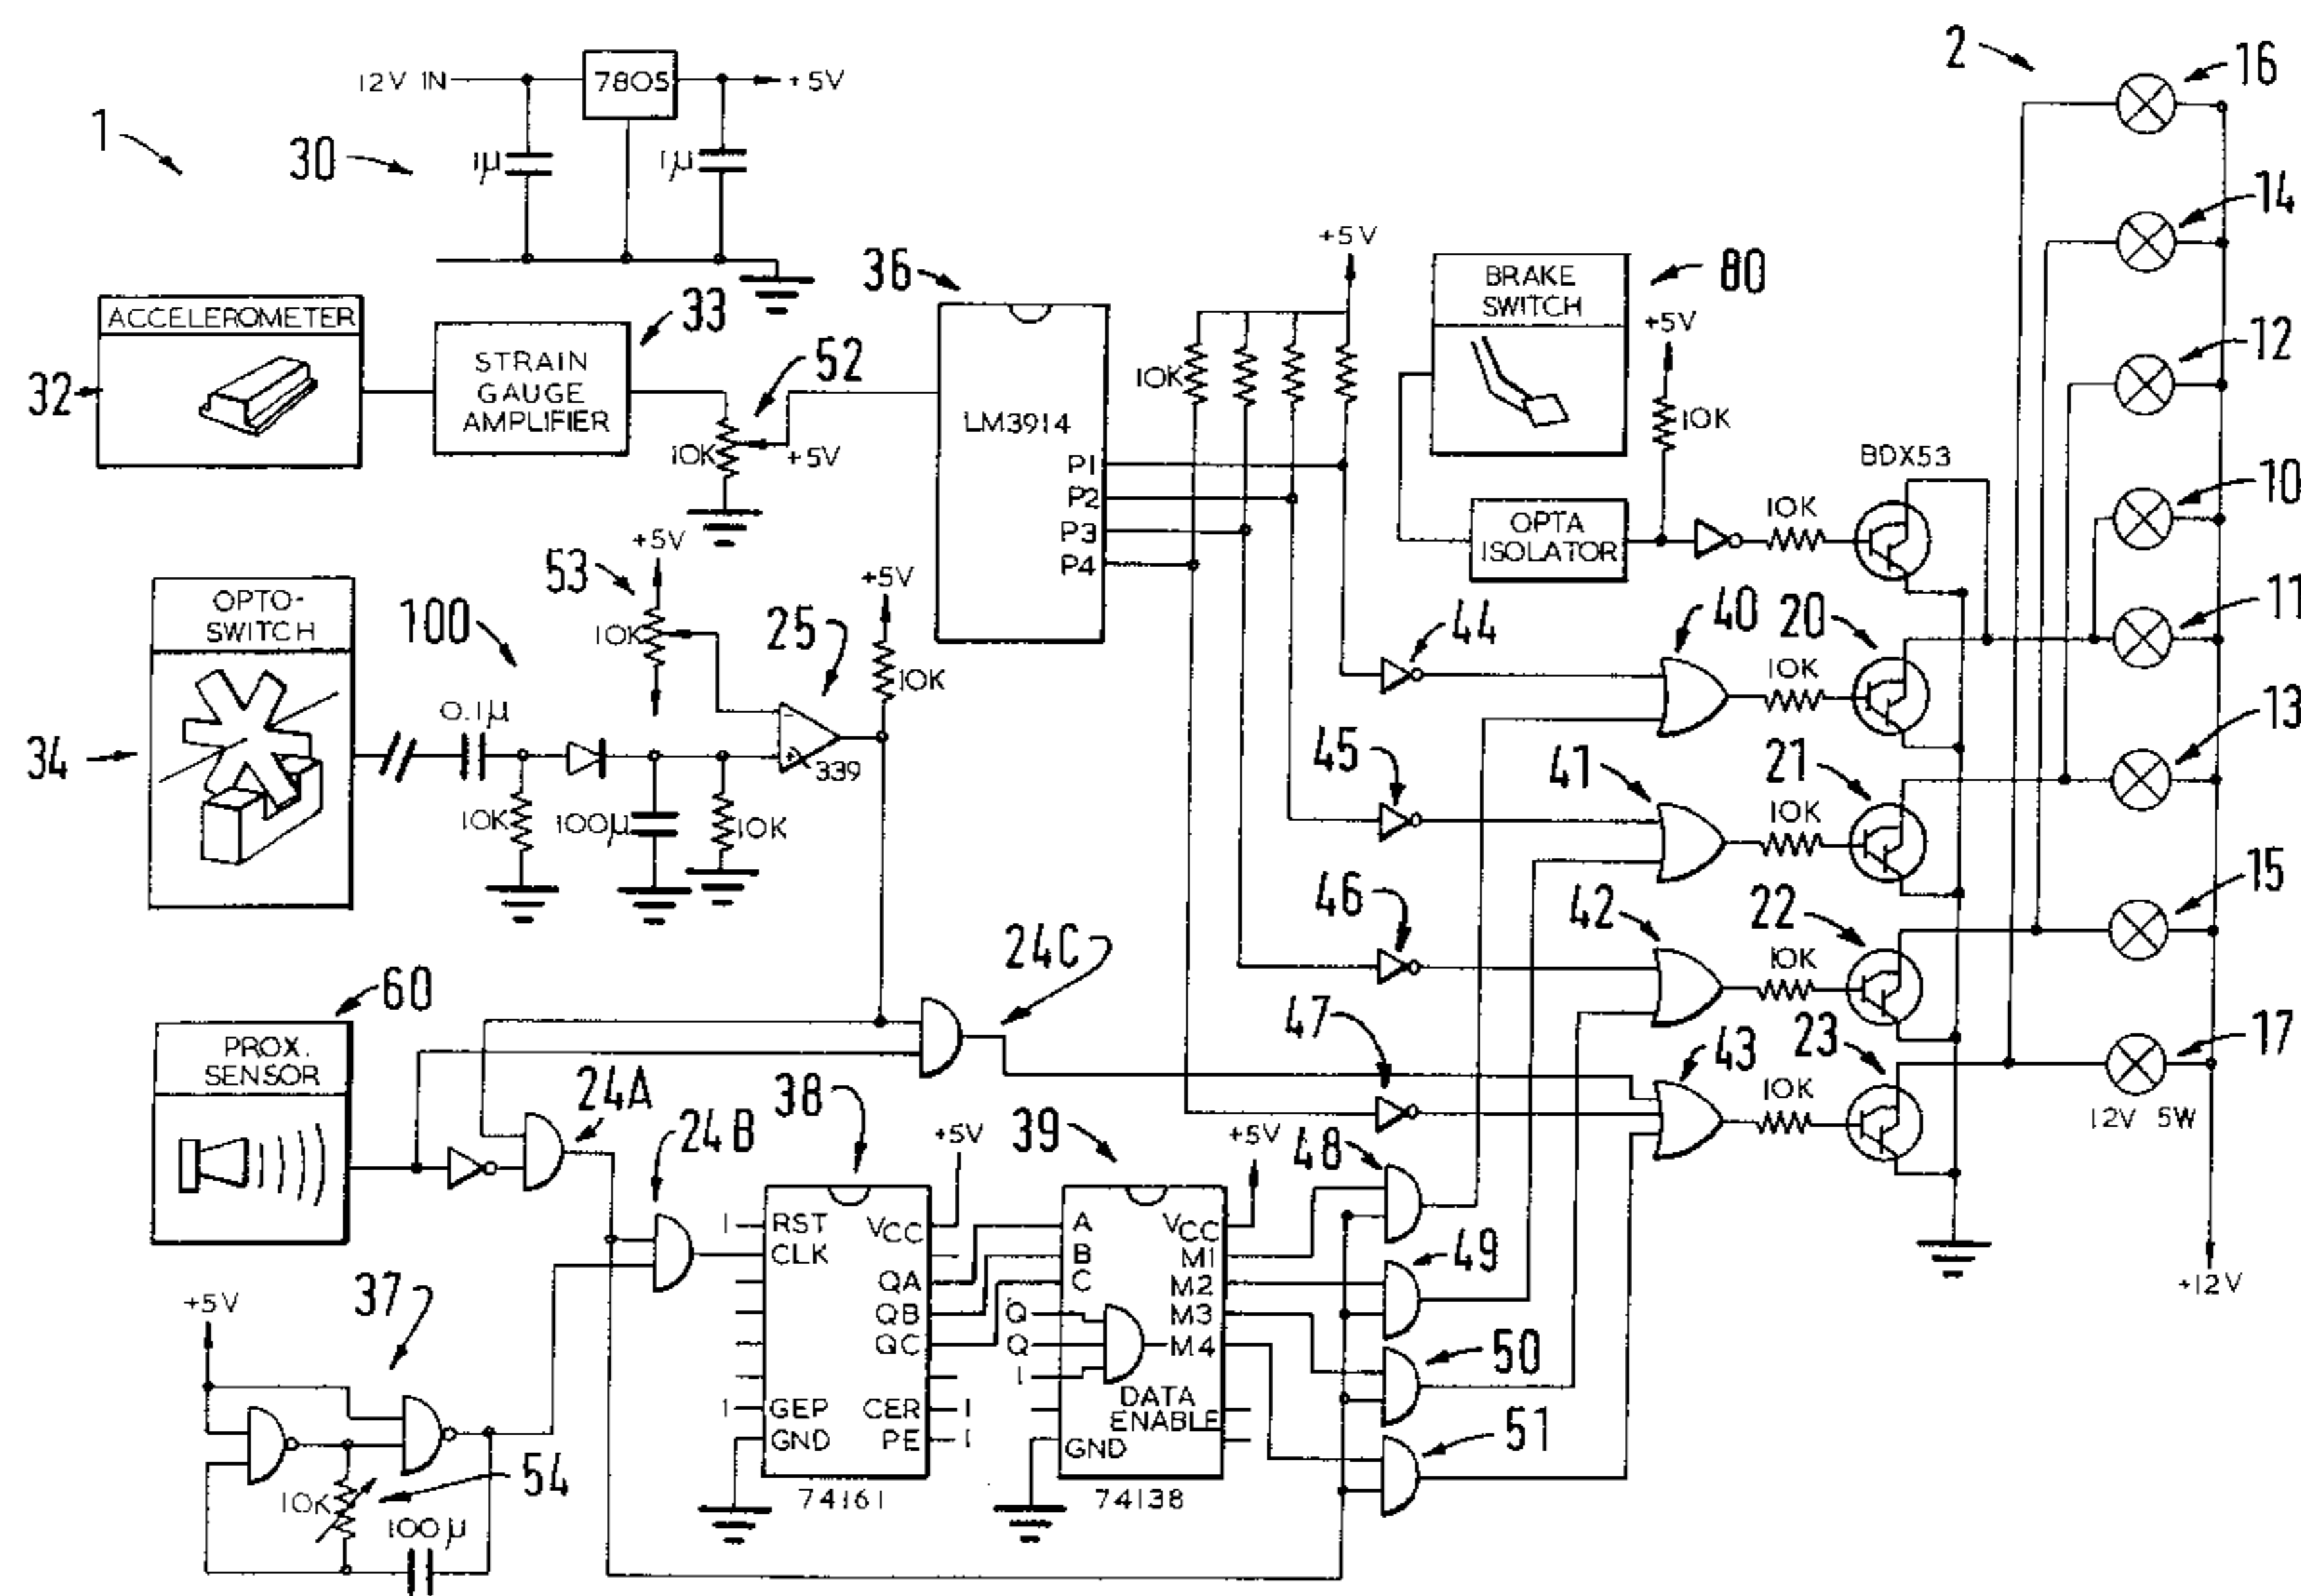 1
30
12V IN
7805
+5V
1µ
1µ
2
16
14
12
10
11
13
15
17
12V 5W
+12V
ACCELEROMETER
32
STRAIN
GAUGE
AMPLIFIER
33
52
10K
+5V
36
LM3914
P1
P2
P3
P4
+5V
10K
BRAKE
SWITCH
80
+5V
10K
OPTA
ISOLATOR
10K
BDX53
OPTO-
SWITCH
34
100
0.1µ
10K
100µ
10K
53
+5V
10K
25
-
+
339
+5V
10K
44
40
10K
20
45
41
10K
21
46
42
10K
22
47
43
10K
23
24C
60
PROX.
SENSOR
24A
24B
38
+5V
1
RST
CLK
VCC
QA
QB
QC
1
GEP
GND
CER
1
PE
1
74161
39
+5V
A
B
C
Q
Q
1
VCC
M1
M2
M3
M4
DATA
ENABLE
GND
74138
48
49
50
51
37
+5V
10K
54
100µ